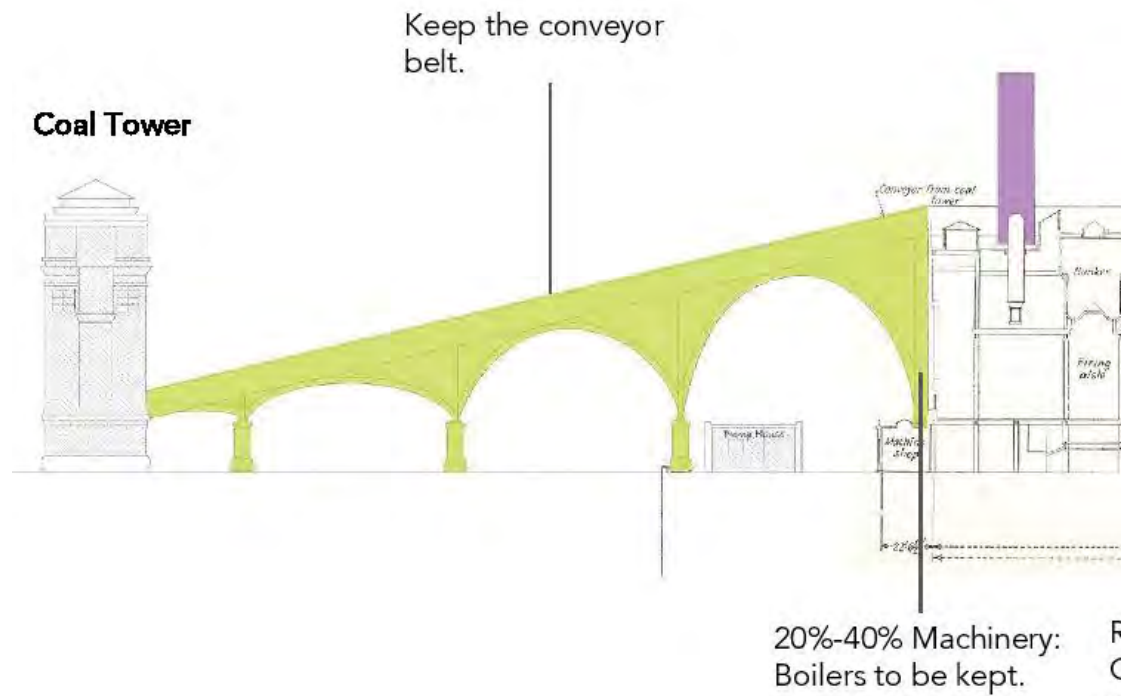 Keep the conveyor
belt.
Coal Tower
Conveyor from coal
tower
Bunker
Firing
aisle
Pump House
Machine
shop
20%-40% Machinery:
Boilers to be kept.
R